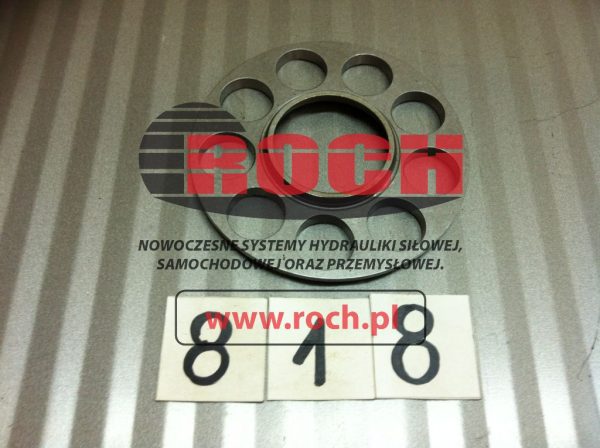 ROCH
NOWOCZESNE SYSTEMY HYDRAULIKI SIŁOWEJ,
SAMOCHODOWEJ ORAZ PRZEMYSŁOWEJ.
www.roch.pl
8 1 8